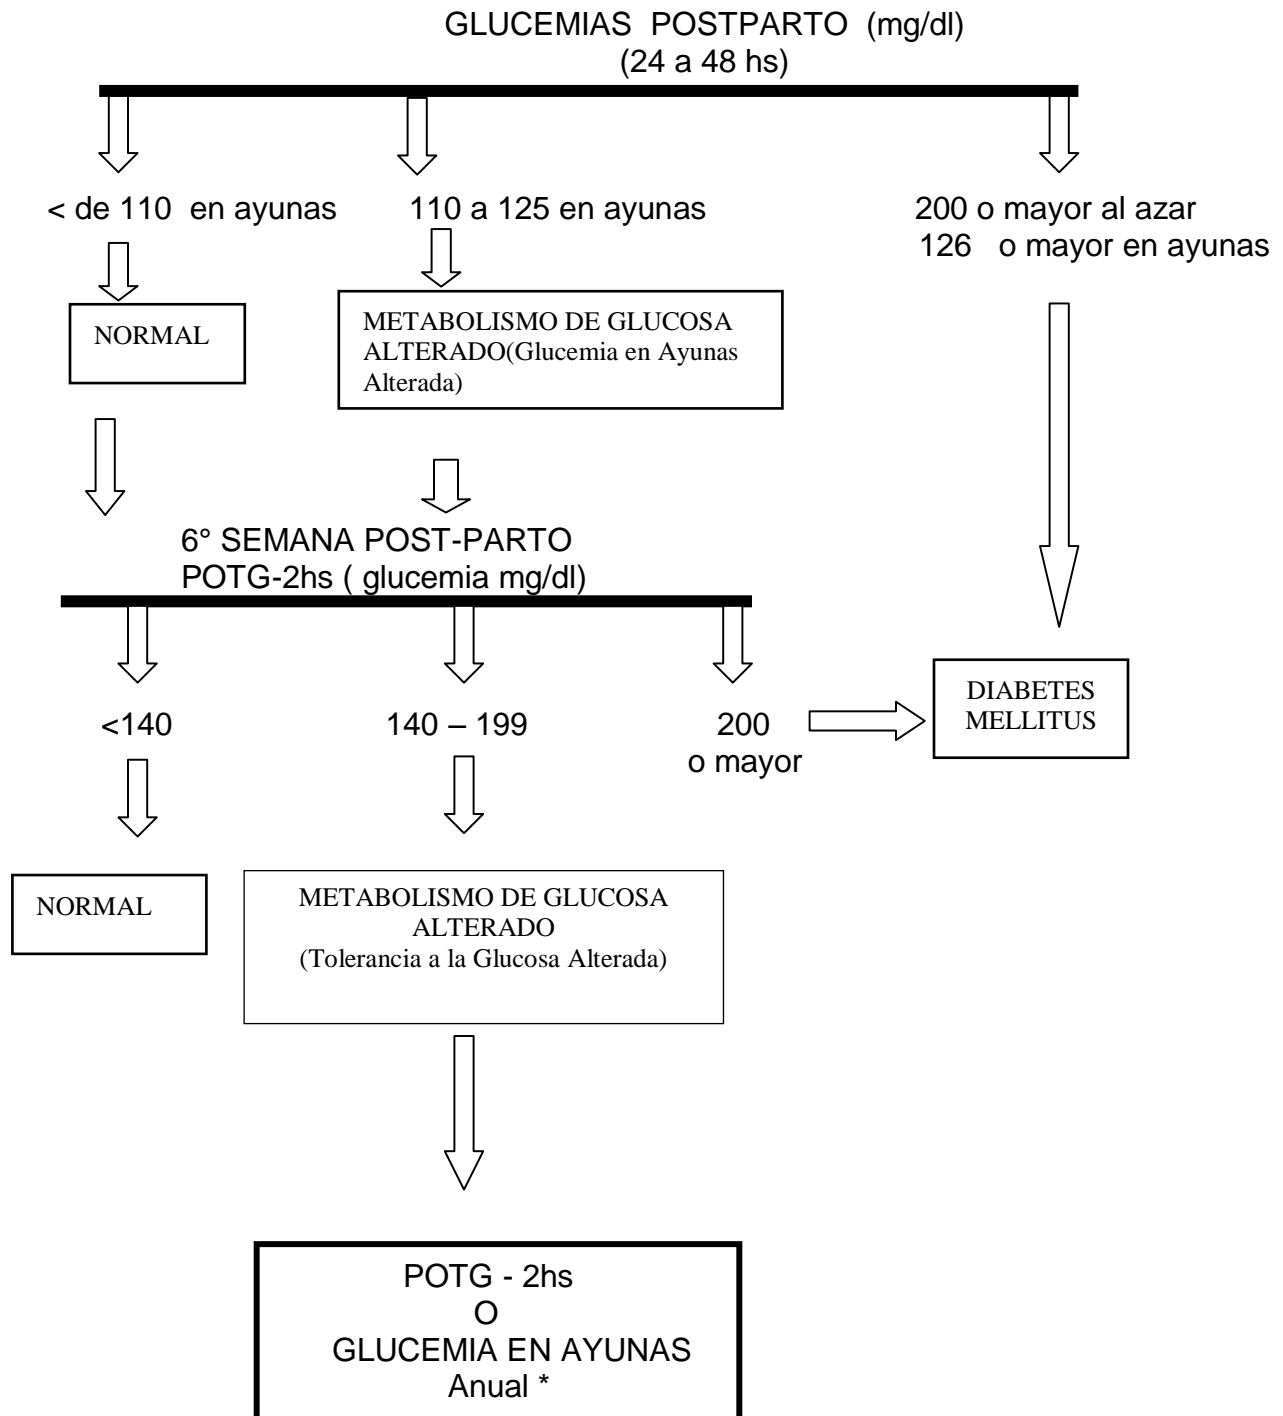 GLUCEMIAS POSTPARTO (mg/dl)
(24 a 48 hs)
< de 110 en ayunas
110 a 125 en ayunas
200 o mayor al azar
126 o mayor en ayunas
NORMAL
METABOLISMO DE GLUCOSA
ALTERADO(Glucemia en Ayunas
Alterada)
6° SEMANA POST-PARTO
POTG-2hs ( glucemia mg/dl)
<140
140 – 199
200
o mayor
DIABETES
MELLITUS
NORMAL
METABOLISMO DE GLUCOSA
ALTERADO
(Tolerancia a la Glucosa Alterada)
POTG - 2hs
O
GLUCEMIA EN AYUNAS
Anual *